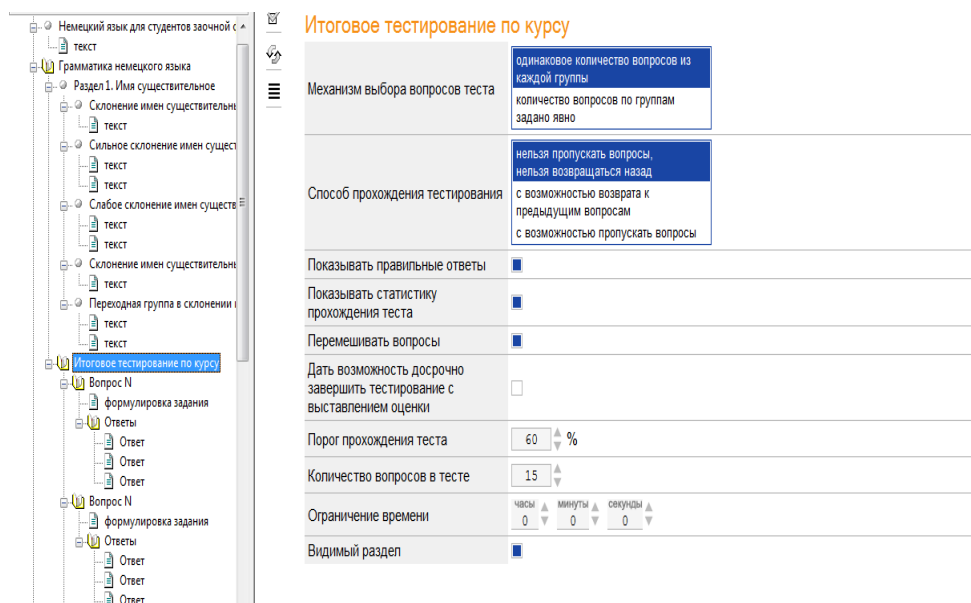 Немецкий язык для студентов заочной
текст
Грамматика немецкого языка
Раздел 1. Имя существительное
Склонение имен существительн
текст
Сильное склонение имен сущест
текст
текст
Слабое склонение имен существ
текст
текст
Склонение имен существительн
текст
Переходная группа в склонении
текст
текст
Итоговое тестирование по курсу
Вопрос N
формулировка задания
Ответы
Ответ
Ответ
Ответ
Вопрос N
формулировка задания
Ответы
Ответ
Ответ
Ответ
Итоговое тестирование по курсу
Механизм выбора вопросов теста
одинаковое количество вопросов из
каждой группы
количество вопросов по группам
задано явно
Способ прохождения тестирования
нельзя пропускать вопросы,
нельзя возвращаться назад
с возможностью возврата к
предыдущим вопросам
с возможностью пропускать вопросы
Показывать правильные ответы
Показывать статистику
прохождения теста
Перемешивать вопросы
Дать возможность досрочно
завершить тестирование с
выставлением оценки
Порог прохождения теста
60 %
Количество вопросов в тесте
15
Ограничение времени
часы минуты секунды
0 0 0
Видимый раздел